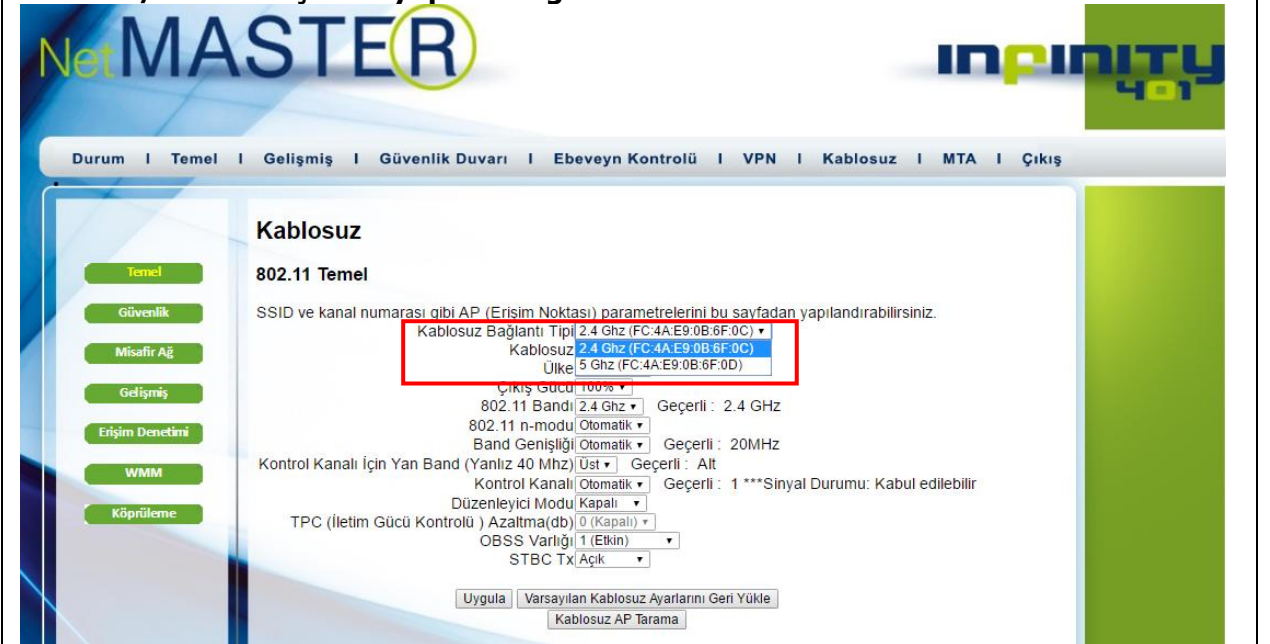 NetMASTER
INFINITY
401
Durum | Temel | Gelişmiş | Güvenlik Duvarı | Ebeveyn Kontrolü | VPN | Kablosuz | MTA | Çıkış
Kablosuz
802.11 Temel
SSID ve kanal numarası gibi AP (Erişim Noktası) parametrelerini bu sayfadan yapılandırabilirsiniz.
Temel
Güvenlik
Misafir Ağ
Gelişmiş
Erişim Denetimi
WMM
Köprüleme
Kablosuz Bağlantı Tipi 2.4 Ghz (FC:4A:E9:0B:6F:0C)
Kablosuz 2.4 Ghz (FC:4A:E9:0B:6F:0C)
Ülke 5 Ghz (FC:4A:E9:0B:6F:0D)
Çıkış Gücü 100%
802.11 Bandı 2.4 Ghz Geçerli : 2.4 GHz
802.11 n-modu Otomatik
Band Genişliği Otomatik Geçerli : 20MHz
Kontrol Kanalı İçin Yan Band (Yanlız 40 Mhz) Üst Geçerli : Alt
Kontrol Kanalı Otomatik Geçerli : 1 ***Sinyal Durumu: Kabul edilebilir
Düzenleyici Modu Kapalı
TPC (İletim Gücü Kontrolü ) Azaltma(db) 0 (Kapalı)
OBSS Varlığı 1 (Etkin)
STBC Tx Açık
Uygula Varsayılan Kablosuz Ayarlarını Geri Yükle
Kablosuz AP Tarama